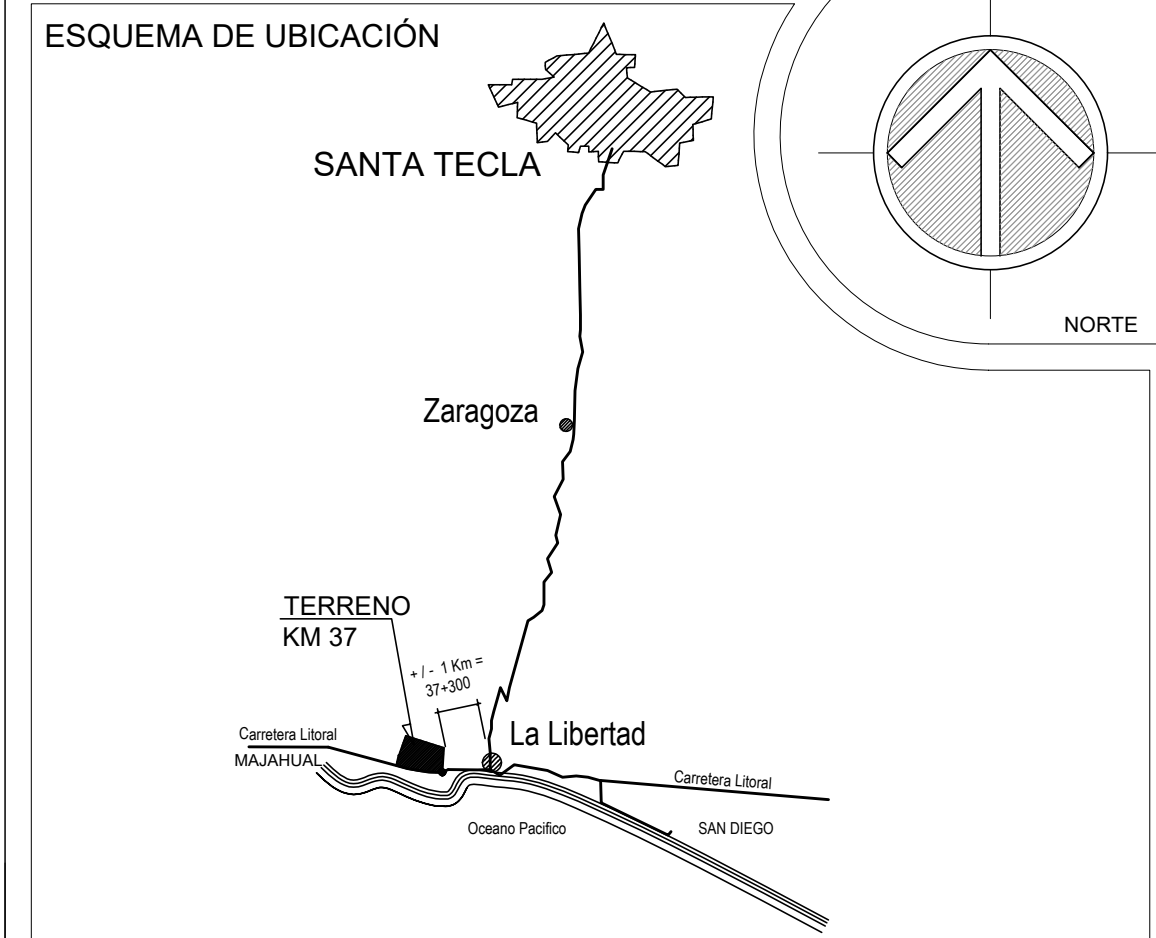 ESQUEMA DE UBICACIÓN
SANTA TECLA
NORTE
Zaragoza
TERRENO
KM 37
+ / - 1 Km =
37+300
La Libertad
Carretera Litoral
MAJAHUAL
Carretera Litoral
Oceano Pacifico
SAN DIEGO